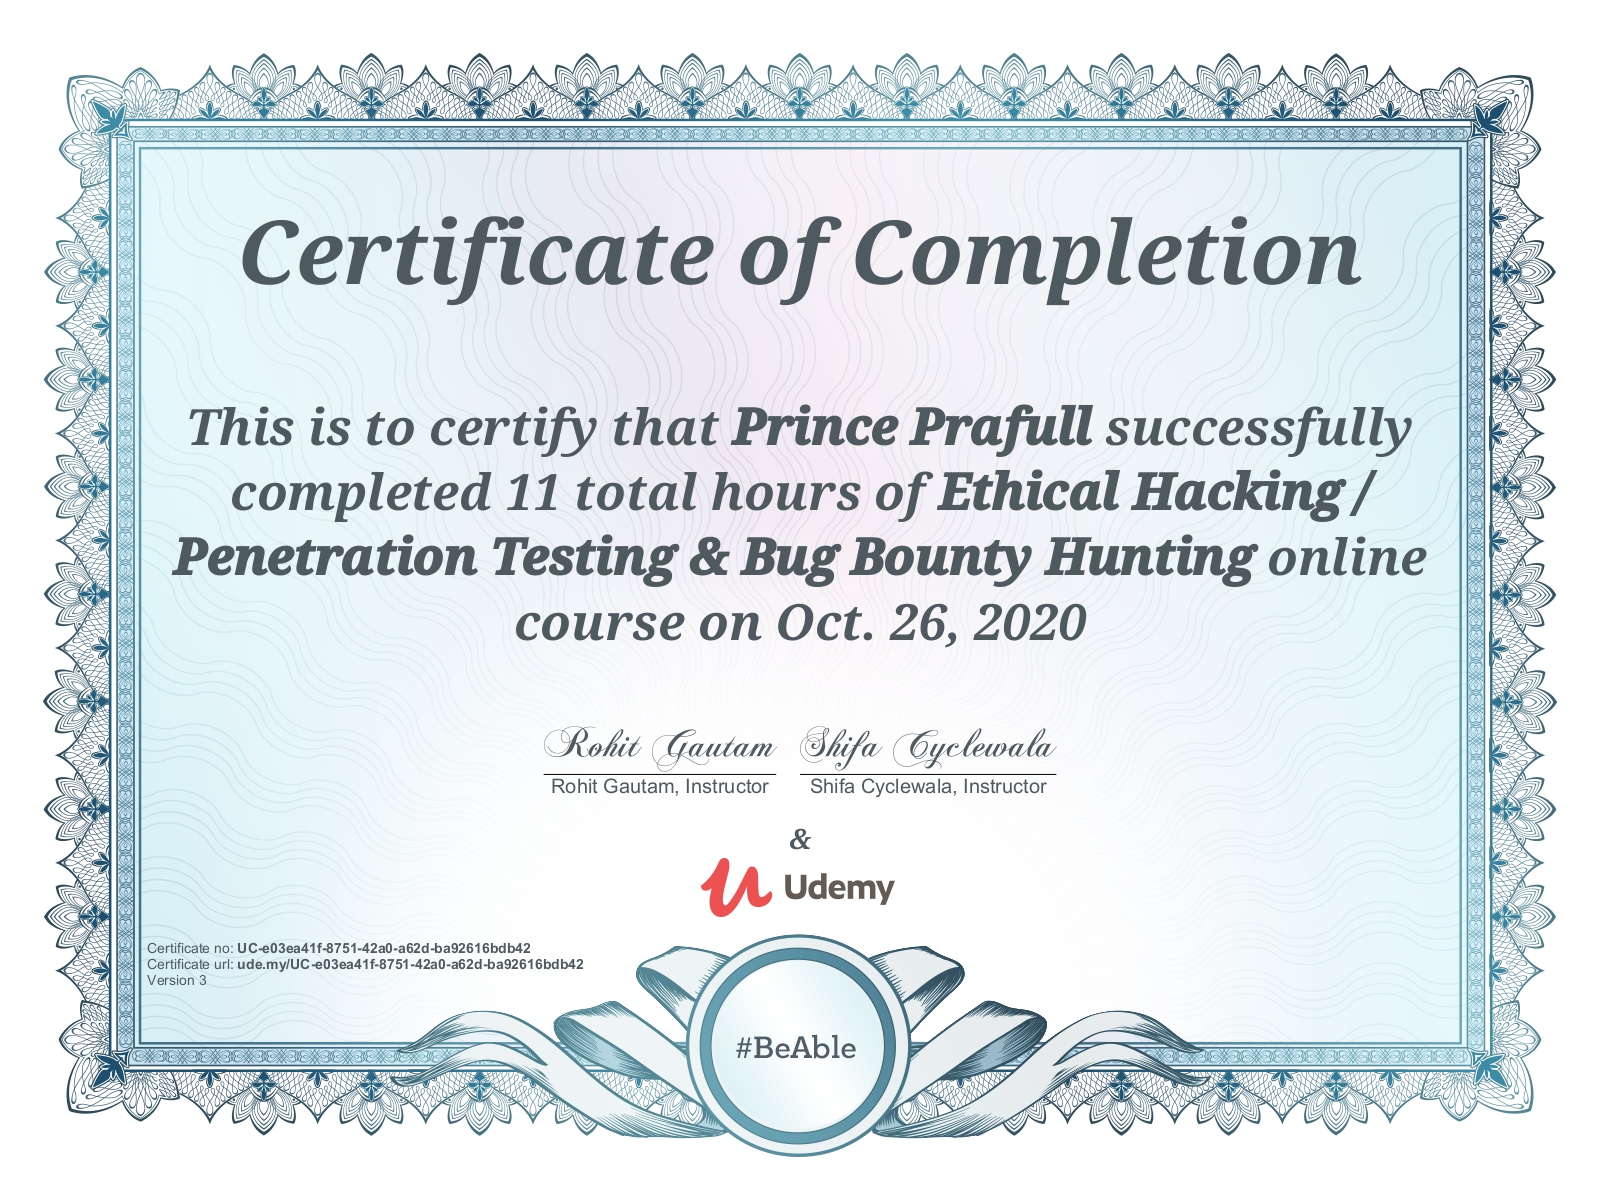 Certificate of Completion
This is to certify that Prince Prafull successfully
completed 11 total hours of Ethical Hacking /
Penetration Testing & Bug Bounty Hunting online
course on Oct. 26, 2020
Rohit Gautam Shifa Cyclewala
Rohit Gautam, Instructor Shifa Cyclewala, Instructor
&
Udemy
Certificate no: UC-e03ea41f-8751-42a0-a62d-ba92616bdb42
Certificate url: ude.my/UC-e03ea41f-8751-42a0-a62d-ba92616bdb42
Version 3
#BeAble